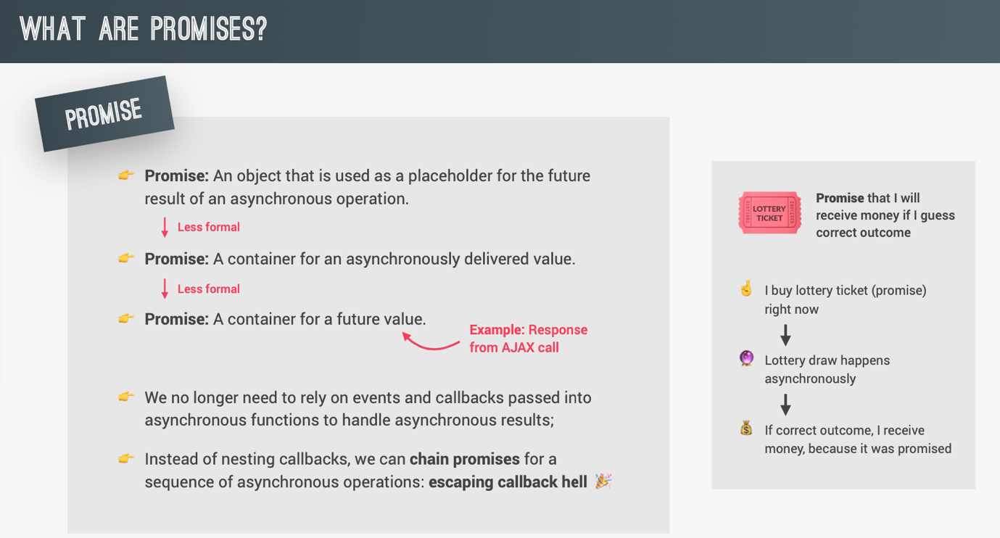 WHAT ARE PROMISES?
PROMISE
Promise: An object that is used as a placeholder for the future
result of an asynchronous operation.
Less formal
Promise: A container for an asynchronously delivered value.
Less formal
Promise: A container for a future value.
Example: Response
from AJAX call
We no longer need to rely on events and callbacks passed into
asynchronous functions to handle asynchronous results;
Instead of nesting callbacks, we can chain promises for a
sequence of asynchronous operations: escaping callback hell
LOTTERY
TICKET
Promise that I will
receive money if I guess
correct outcome
I buy lottery ticket (promise)
right now
Lottery draw happens
asynchronously
If correct outcome, I receive
money, because it was promised